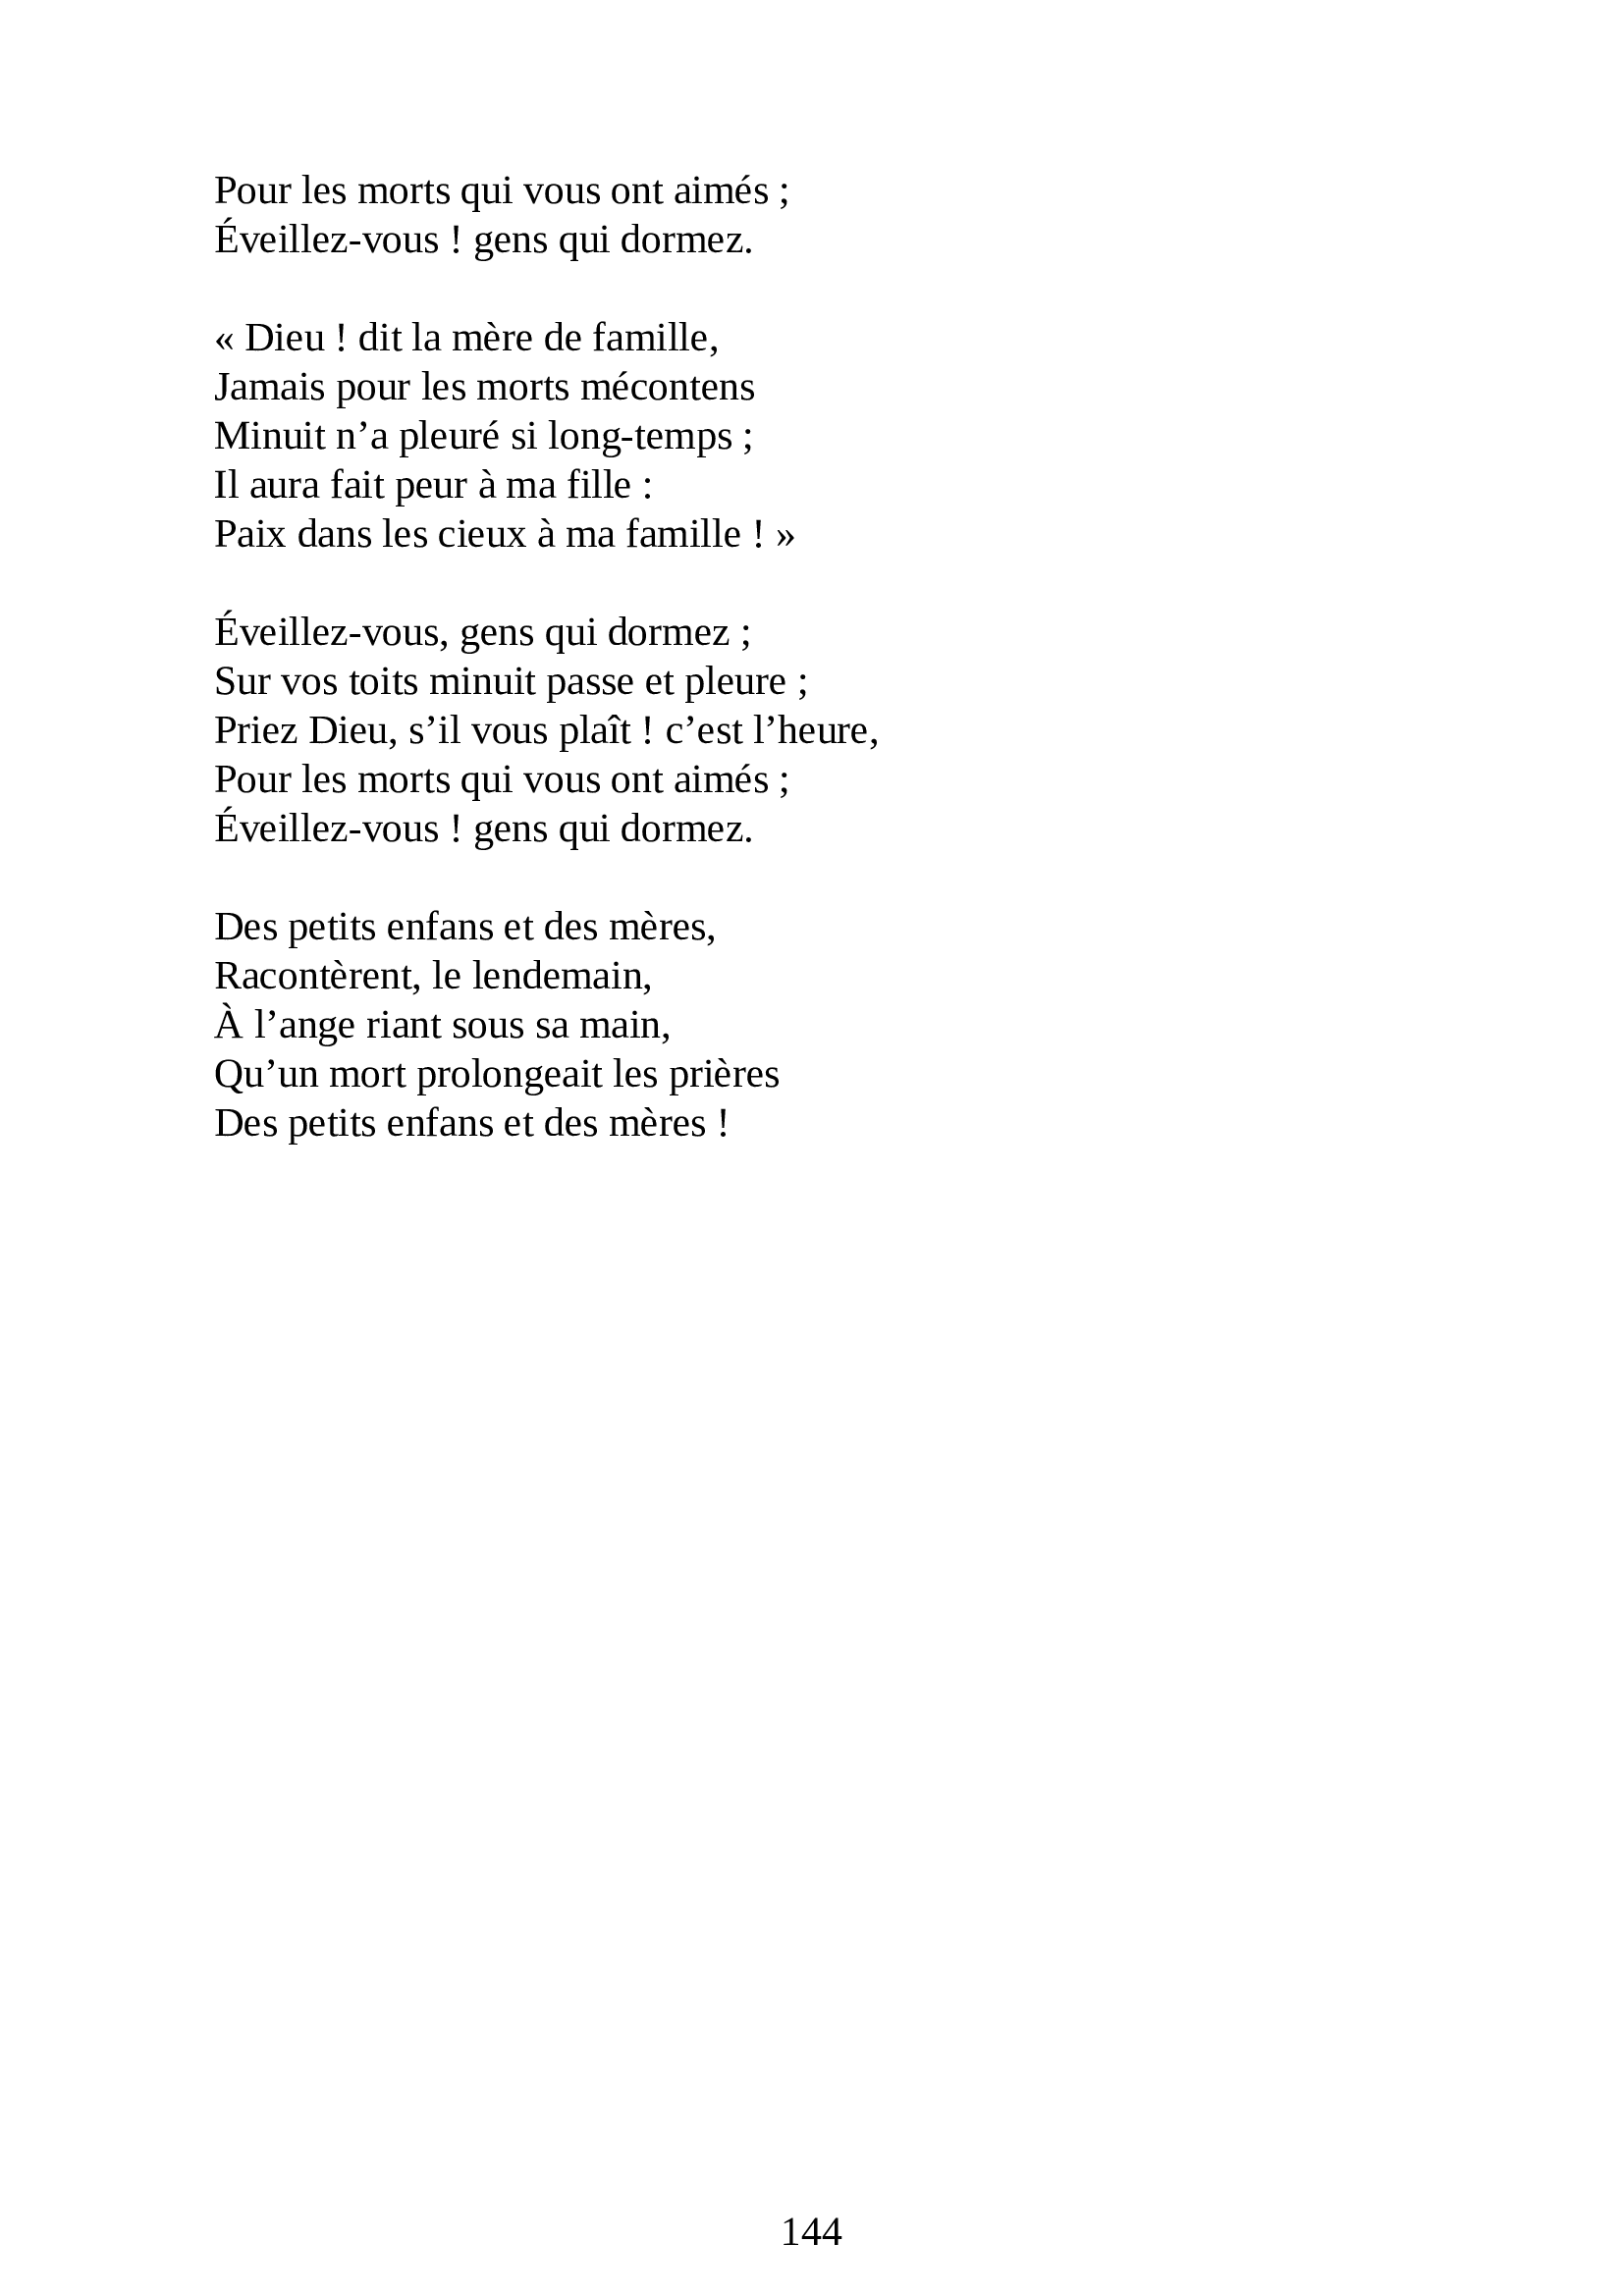 Pour les morts qui vous ont aimés ;
Éveillez-vous ! gens qui dormez.

« Dieu ! dit la mère de famille,
Jamais pour les morts mécontens
Minuit n’a pleuré si long-temps ;
Il aura fait peur à ma fille :
Paix dans les cieux à ma famille ! »

Éveillez-vous, gens qui dormez ;
Sur vos toits minuit passe et pleure ;
Priez Dieu, s’il vous plaît ! c’est l’heure,
Pour les morts qui vous ont aimés ;
Éveillez-vous ! gens qui dormez.

Des petits enfans et des mères,
Racontèrent, le lendemain,
À l’ange riant sous sa main,
Qu’un mort prolongeait les prières
Des petits enfans et des mères !

144